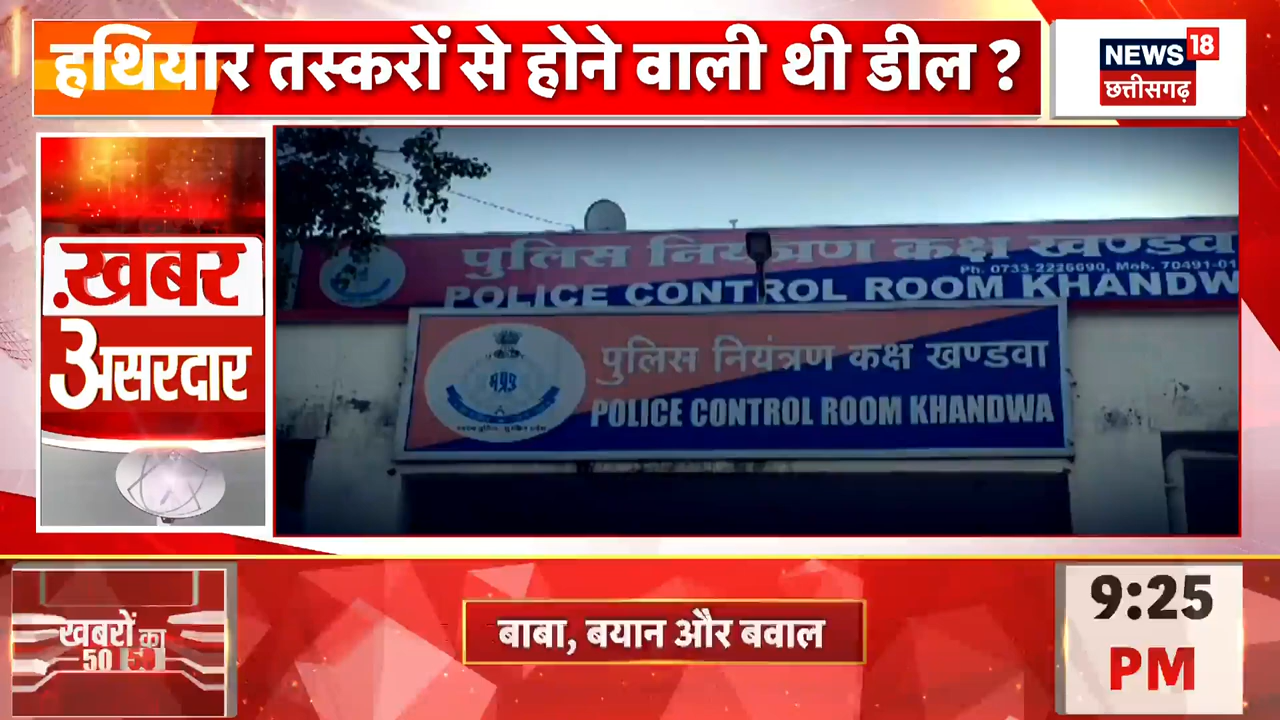 हथियार तस्करों से होने वाली थी डील ?
NEWS 18
छत्तीसगढ़
ख़बर
असरदार
पुलिस नियंत्रण कक्ष खण्डवा
Ph. 0733-2226690, Mob. 70491-01
POLICE CONTROL ROOM KHANDW
पुलिस नियंत्रण कक्ष खण्डवा
POLICE CONTROL ROOM KHANDWA
खबरों का
50 50
बाबा, बयान और बवाल
9:25
PM